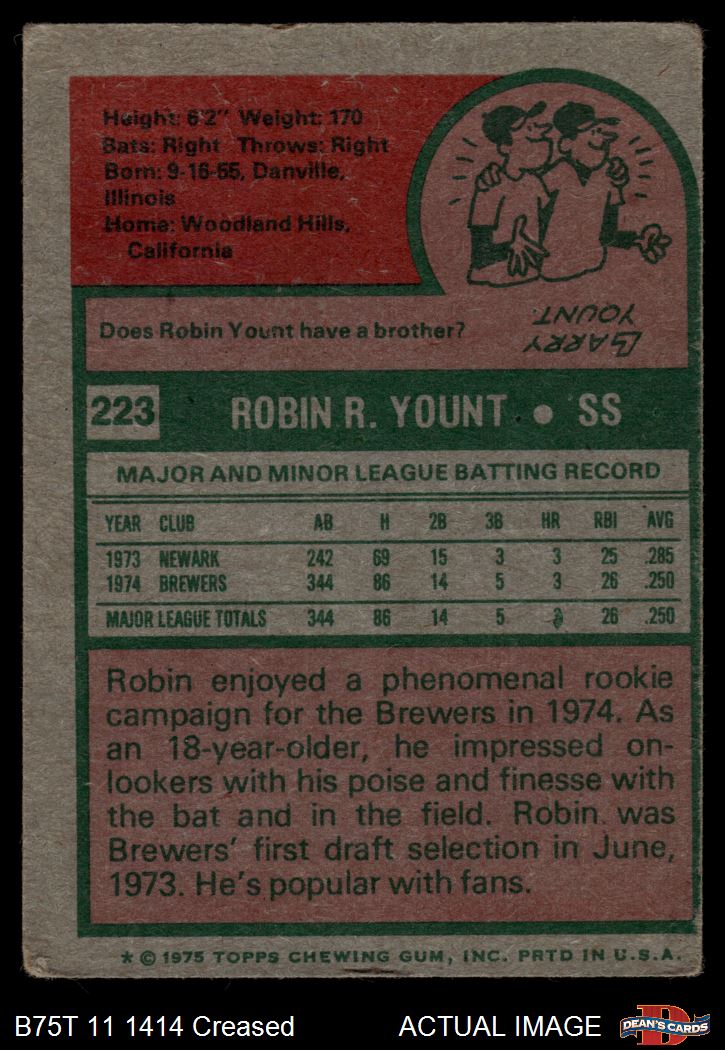 Height: 6'2" Weight: 170
Bats: Right Throws: Right
Born: 9-16-55, Danville,
Illinois
Home: Woodland Hills,
California
Does Robin Yount have a brother?
LARRY
YOUNT.
223 ROBIN R. YOUNT • SS
MAJOR AND MINOR LEAGUE BATTING RECORD
YEAR CLUB AB H 2B 3B HR RBI AVG
1973 NEWARK 242 69 15 3 3 25 .285
1974 BREWERS 344 86 14 5 3 26 .250
MAJOR LEAGUE TOTALS 344 86 14 5 3 26 .250
Robin enjoyed a phenomenal rookie
campaign for the Brewers in 1974. As
an 18-year-older, he impressed on-
lookers with his poise and finesse with
the bat and in the field. Robin was
Brewers' first draft selection in June,
1973. He's popular with fans.
* © 1975 TOPPS CHEWING GUM, INC. PRTD IN U.S.A.
B75T 11 1414 Creased ACTUAL IMAGE DEAN'S CARDS